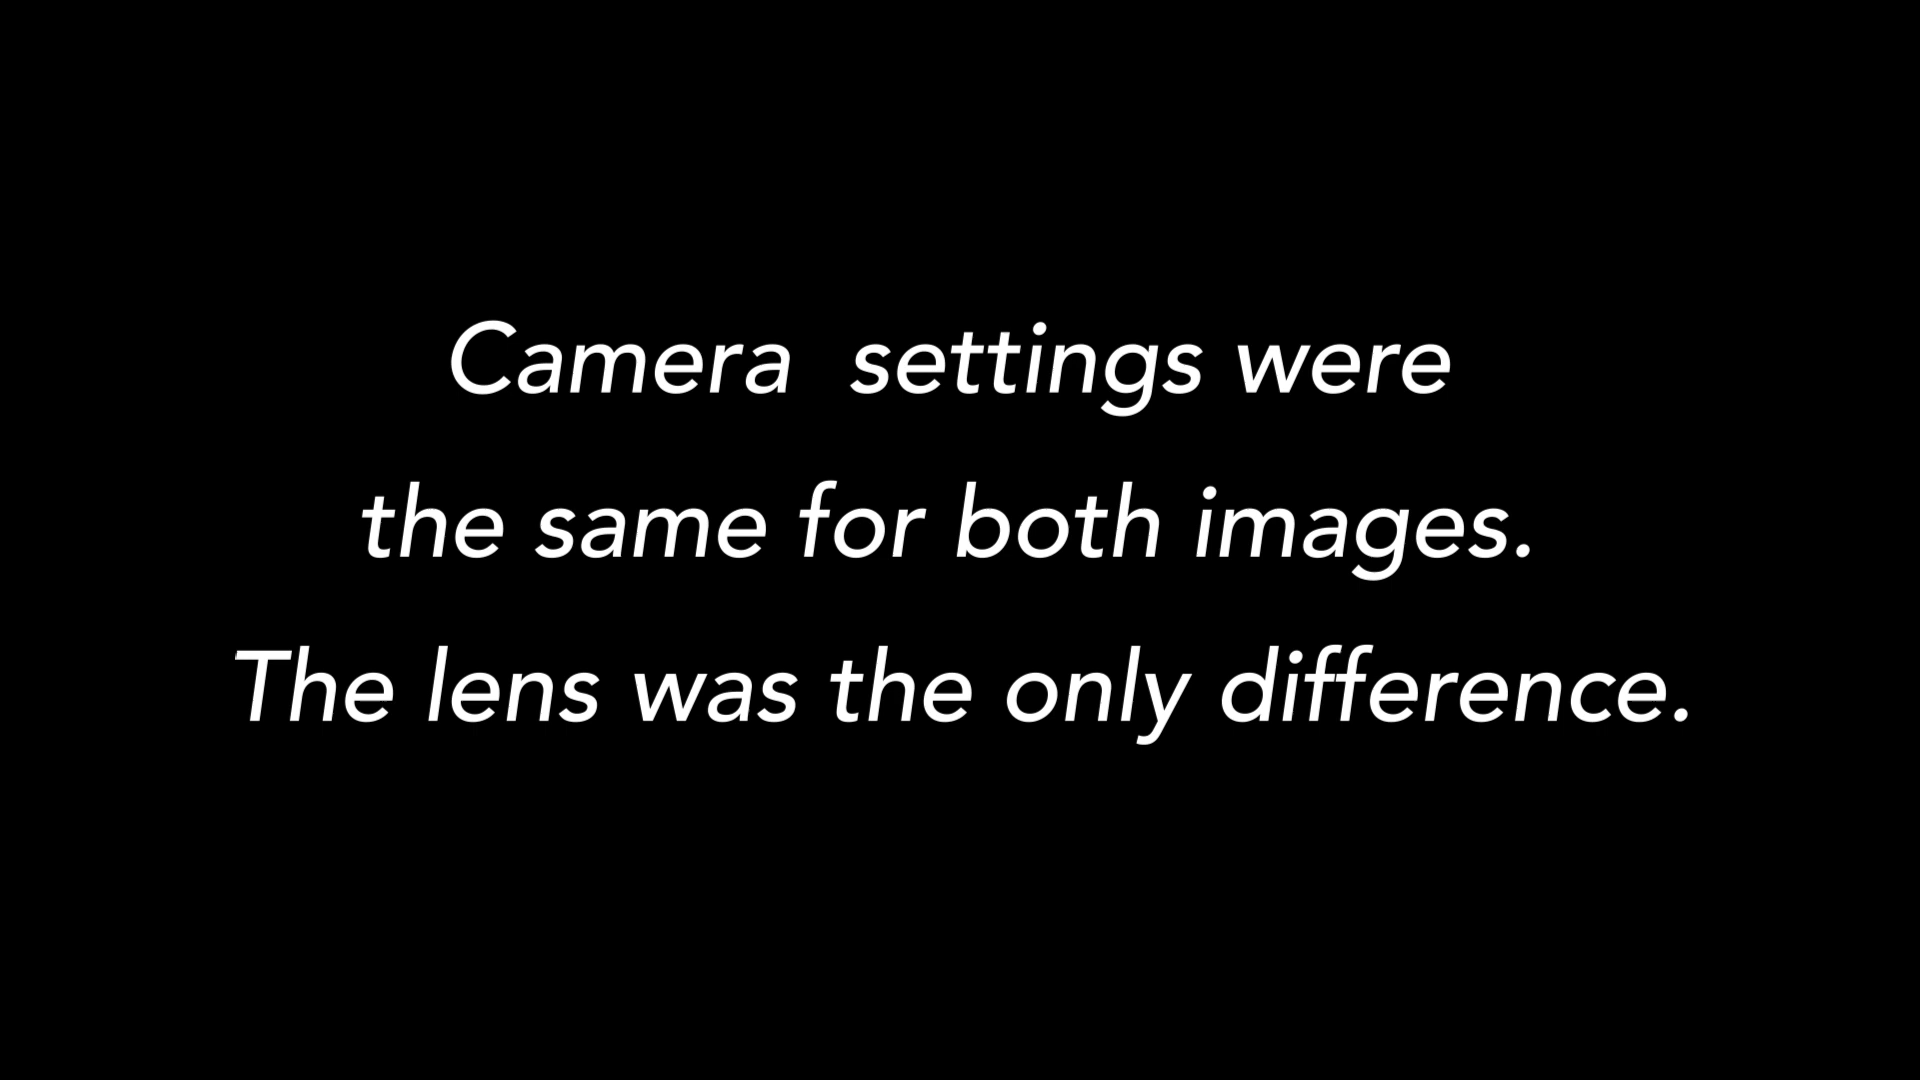 Camera  settings were
the same for both images.
The lens was the only difference.